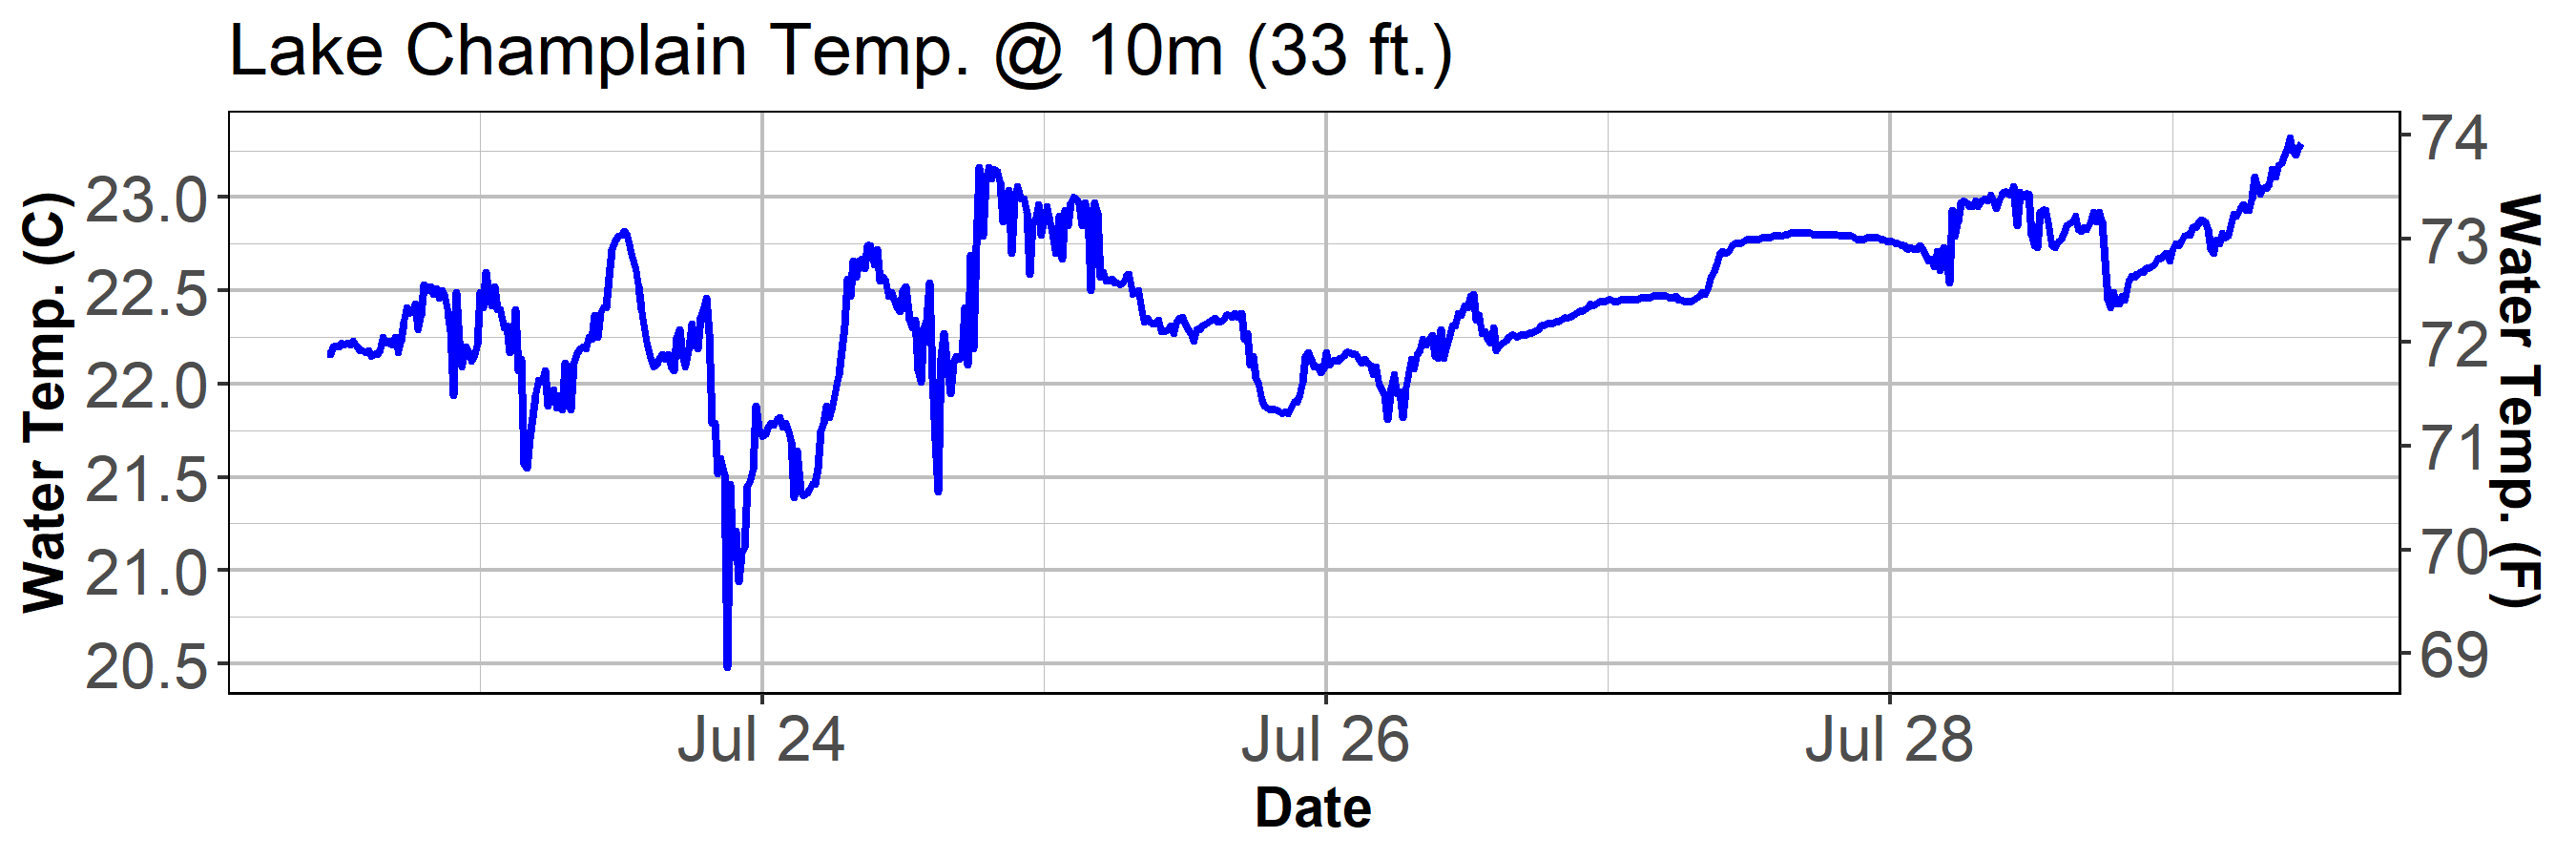 Lake Champlain Temp. @ 10m (33 ft.)
Water Temp. (C)
23.0
22.5
22.0
21.5
21.0
20.5
74
73
72
71
70
69
Water Temp. (F)
Jul 24
Jul 26
Jul 28
Date